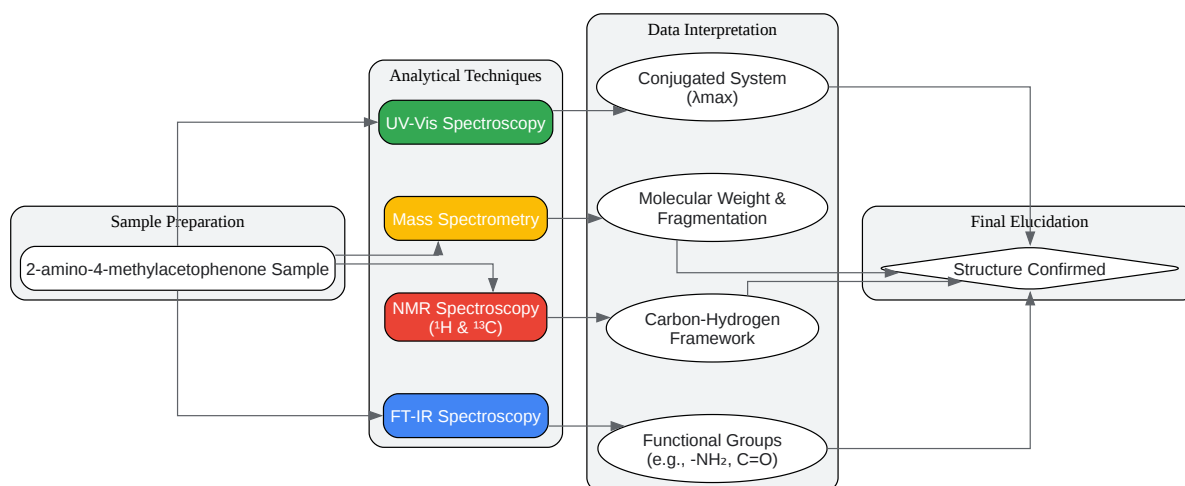 Data Interpretation
Analytical Techniques
Conjugated System
(λmax)
UV-Vis Spectroscopy
Molecular Weight &
Fragmentation
Mass Spectrometry
Sample Preparation
2-amino-4-methylacetophenone Sample
Final Elucidation
Structure Confirmed
NMR Spectroscopy
(¹H & ¹³C)
Carbon-Hydrogen
Framework
FT-IR Spectroscopy
Functional Groups
(e.g., -NH₂, C=O)